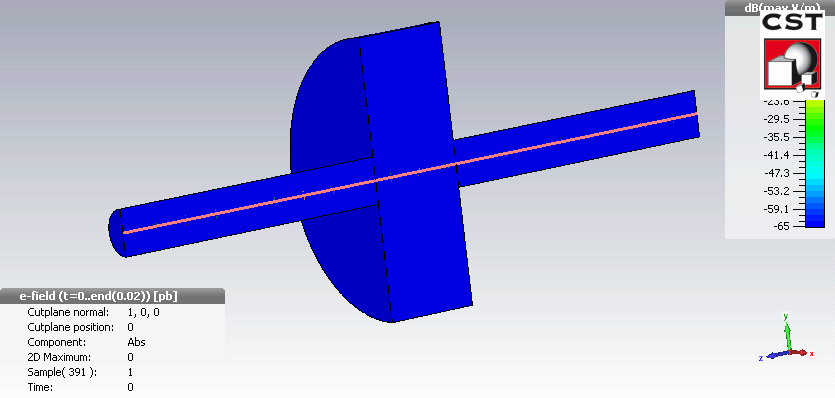 dB(max V/m)
CST
-23.6
-29.5
-35.5
-41.4
-47.3
-53.2
-59.1
-65
e-field (t=0..end(0.02)) [pb]
Cutplane normal: 1, 0, 0
Cutplane position: 0
Component: Abs
2D Maximum: 0
Sample( 391 ): 1
Time: 0
y
z
x